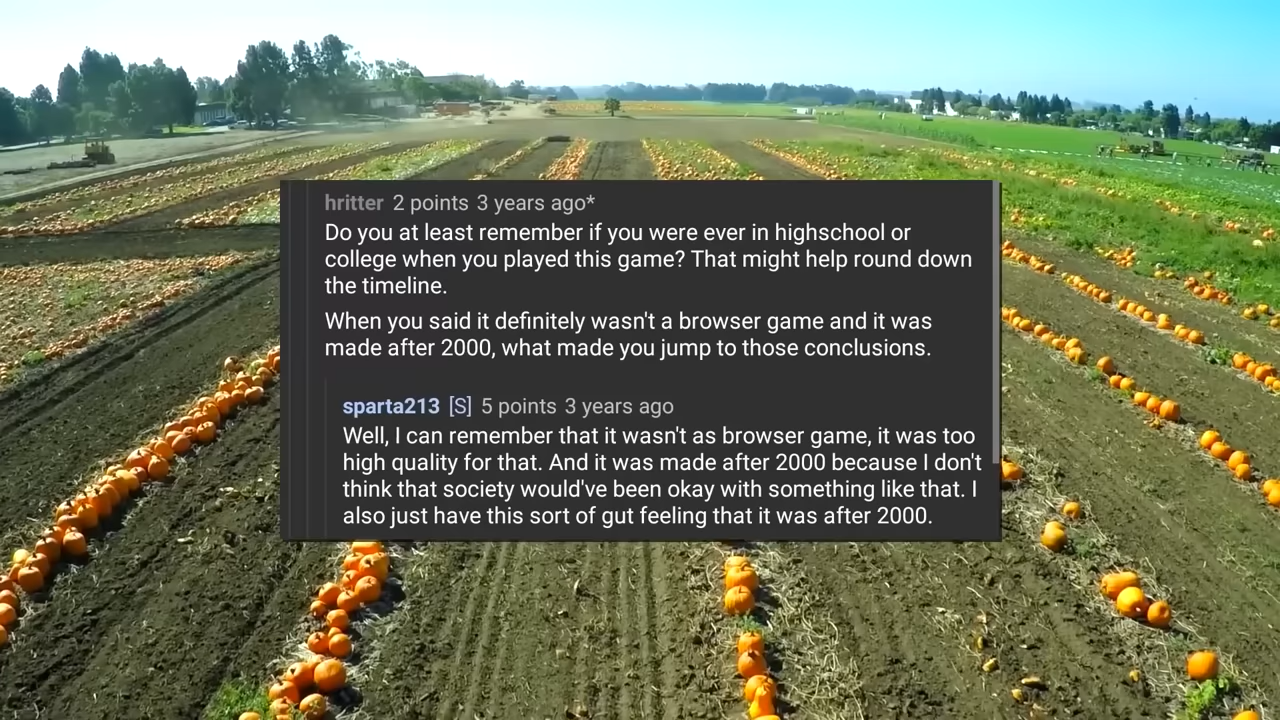 hritter 2 points 3 years ago*
Do you at least remember if you were ever in highschool or
college when you played this game? That might help round down
the timeline.
When you said it definitely wasn't a browser game and it was
made after 2000, what made you jump to those conclusions.
sparta213 [S] 5 points 3 years ago
Well, I can remember that it wasn't as browser game, it was too
high quality for that. And it was made after 2000 because I don't
think that society would've been okay with something like that. I
also just have this sort of gut feeling that it was after 2000.